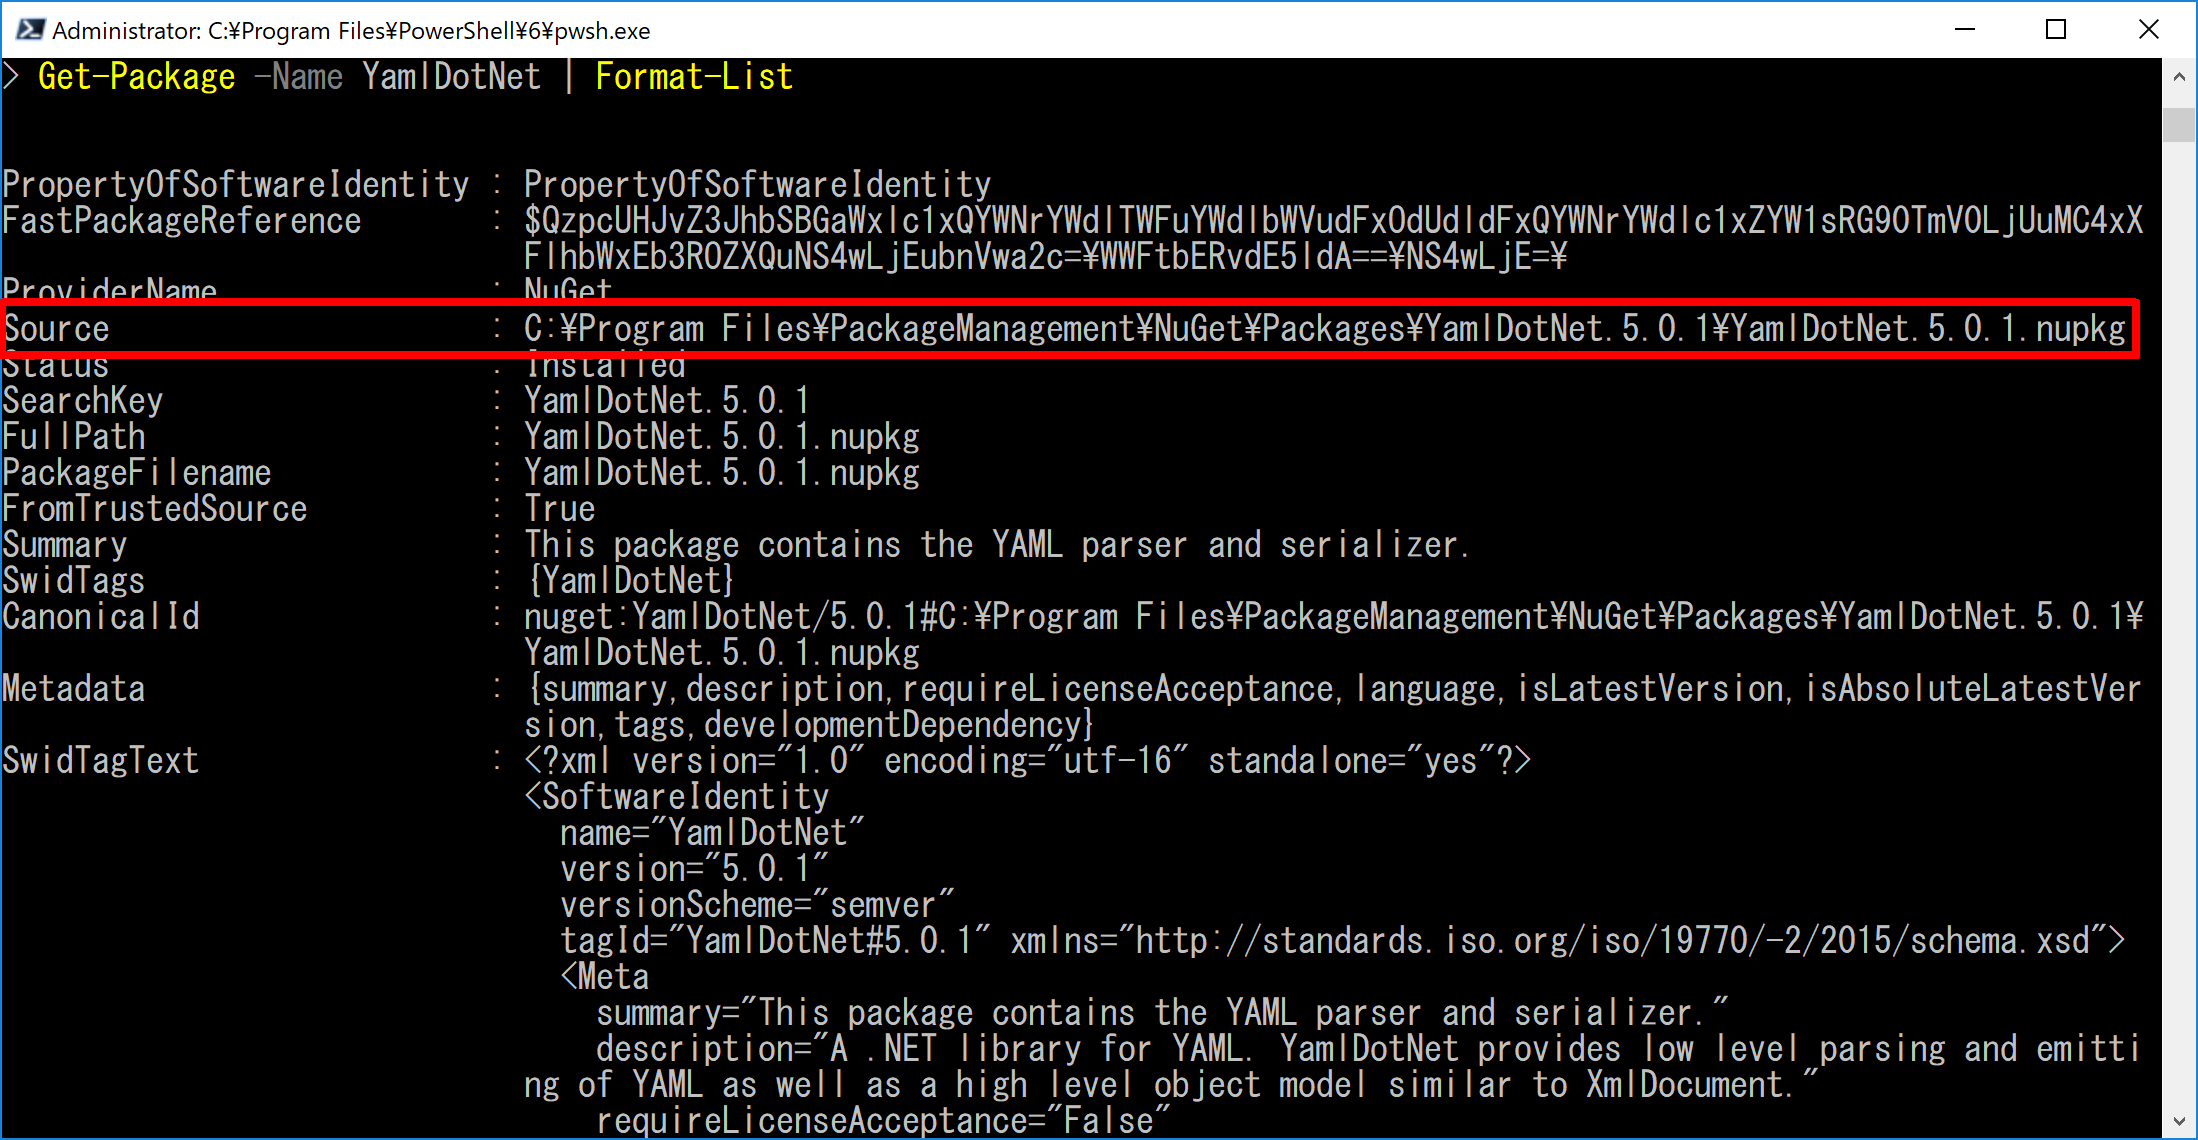 Administrator: C:¥Program Files¥PowerShell¥6¥pwsh.exe
> Get-Package -Name YamlDotNet | Format-List
PropertyOfSoftwareIdentity : PropertyOfSoftwareIdentity
FastPackageReference : $QzpcUHJvZ3JhbSBGaWxlc1xQYWNrYWdlTWFuYWdlbWVudFxOdUdldFxQYWNrYWdlc1xZYW1sRG90TmV0LjUuMC4xX
FlhbWxEb3ROZXQuNS4wLjEubnVwa2c=¥WWFtbERvdE5ldA==¥NS4wLjE=¥
ProviderName : NuGet
Source : C:¥Program Files¥PackageManagement¥NuGet¥Packages¥YamlDotNet.5.0.1¥YamlDotNet.5.0.1.nupkg
Status : Installed
SearchKey : YamlDotNet.5.0.1
FullPath : YamlDotNet.5.0.1.nupkg
PackageFilename : YamlDotNet.5.0.1.nupkg
FromTrustedSource : True
Summary : This package contains the YAML parser and serializer.
SwidTags : {YamlDotNet}
CanonicalId : nuget:YamlDotNet/5.0.1#C:¥Program Files¥PackageManagement¥NuGet¥Packages¥YamlDotNet.5.0.1¥
YamlDotNet.5.0.1.nupkg
Metadata : {summary,description,requireLicenseAcceptance,language,isLatestVersion,isAbsoluteLatestVer
sion,tags,developmentDependency}
SwidTagText : <?xml version="1.0" encoding="utf-16" standalone="yes"?>
<SoftwareIdentity
name="YamlDotNet"
version="5.0.1"
versionScheme="semver"
tagId="YamlDotNet#5.0.1" xmlns="http://standards.iso.org/iso/19770/-2/2015/schema.xsd">
<Meta
summary="This package contains the YAML parser and serializer."
description="A .NET library for YAML. YamlDotNet provides low level parsing and emitti
ng of YAML as well as a high level object model similar to XmlDocument."
requireLicenseAcceptance="False"